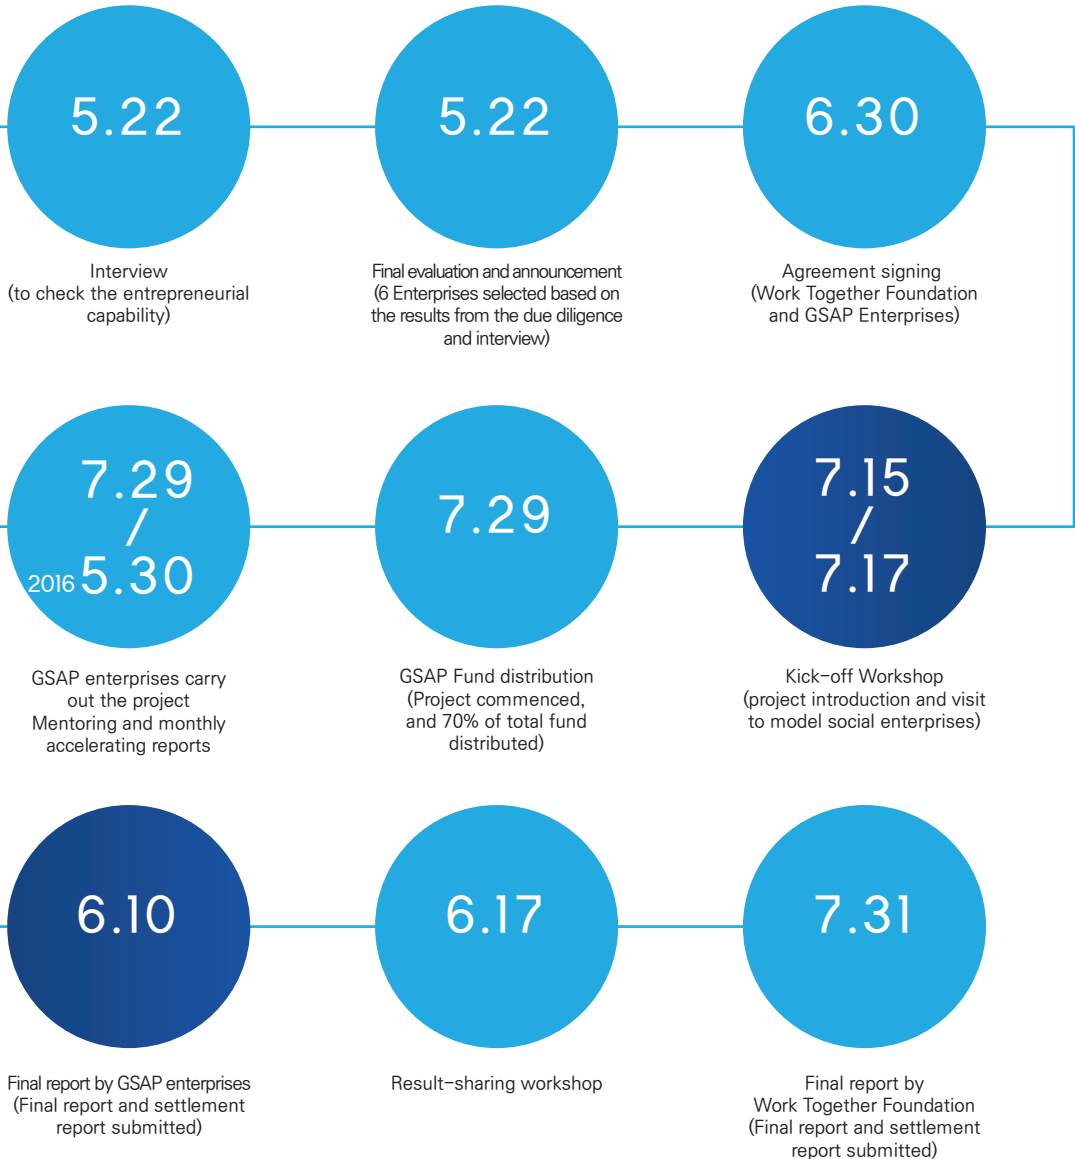 5.22
Interview
(to check the entrepreneurial
capability)
5.22
Final evaluation and announcement
(6 Enterprises selected based on
the results from the due diligence
and interview)
6.30
Agreement signing
(Work Together Foundation
and GSAP Enterprises)
7.29
/
2016 5.30
GSAP enterprises carry
out the project
Mentoring and monthly
accelerating reports
7.29
GSAP Fund distribution
(Project commenced,
and 70% of total fund
distributed)
7.15
/
7.17
Kick-off Workshop
(project introduction and visit
to model social enterprises)
6.10
Final report by GSAP enterprises
(Final report and settlement
report submitted)
6.17
Result-sharing workshop
7.31
Final report by
Work Together Foundation
(Final report and settlement
report submitted)